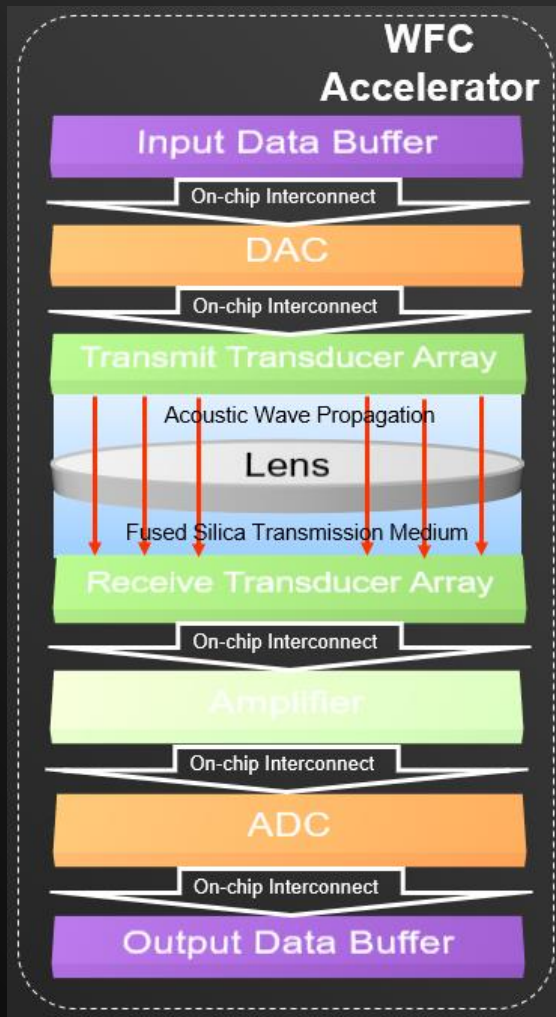 WFC
Accelerator
Input Data Buffer
On-chip Interconnect
DAC
On-chip Interconnect
Transmit Transducer Array
Acoustic Wave Propagation
Lens
Fused Silica Transmission Medium
Receive Transducer Array
On-chip Interconnect
Amplifier
On-chip Interconnect
ADC
On-chip Interconnect
Output Data Buffer